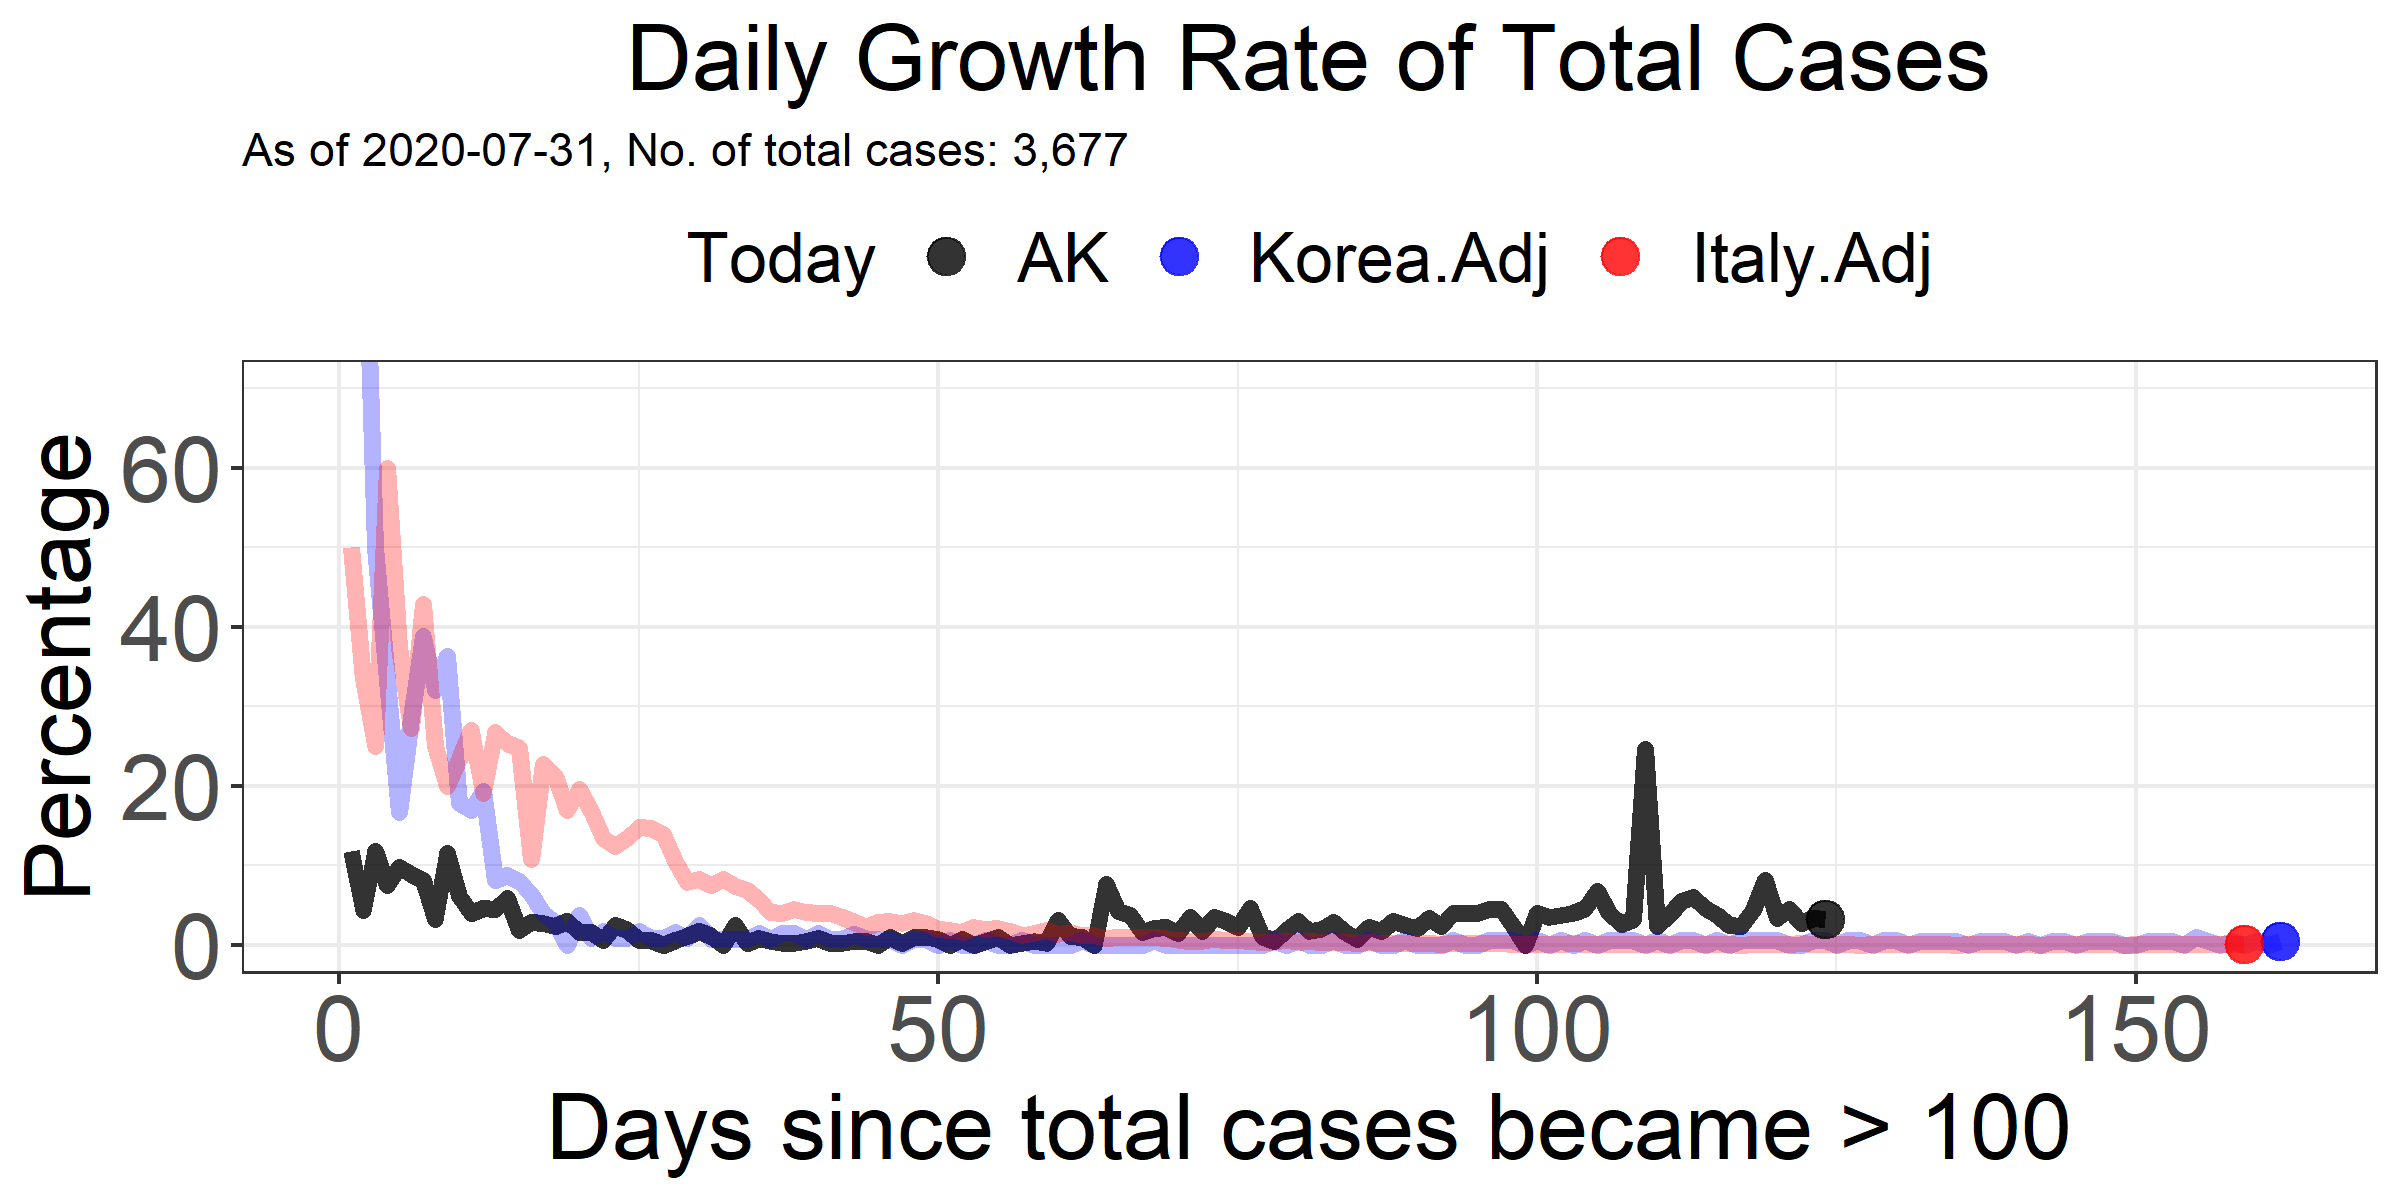 Daily Growth Rate of Total Cases
As of 2020-07-31, No. of total cases: 3,677
Today AK Korea.Adj Italy.Adj
Percentage
60
40
20
0
0 50 100 150
Days since total cases became > 100